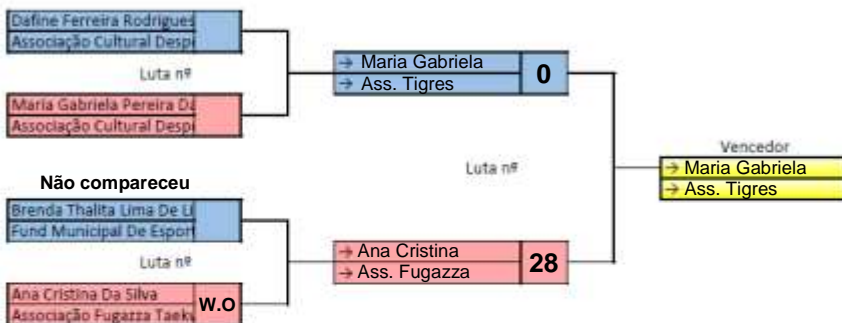 Dafine Ferreira Rodrigues
Associação Cultural Despi
Luta nº
Maria Gabriela Pereira Da
Associação Cultural Despi
→ Maria Gabriela
→ Ass. Tigres
0
Luta nº
Vencedor
→ Maria Gabriela
→ Ass. Tigres
Não compareceu
Brenda Thalita Lima De Li
Fund Municipal De Esport
Luta nº
Ana Cristina Da Silva
Associação Fugazza Taekw
W.O
→ Ana Cristina
→ Ass. Fugazza
28